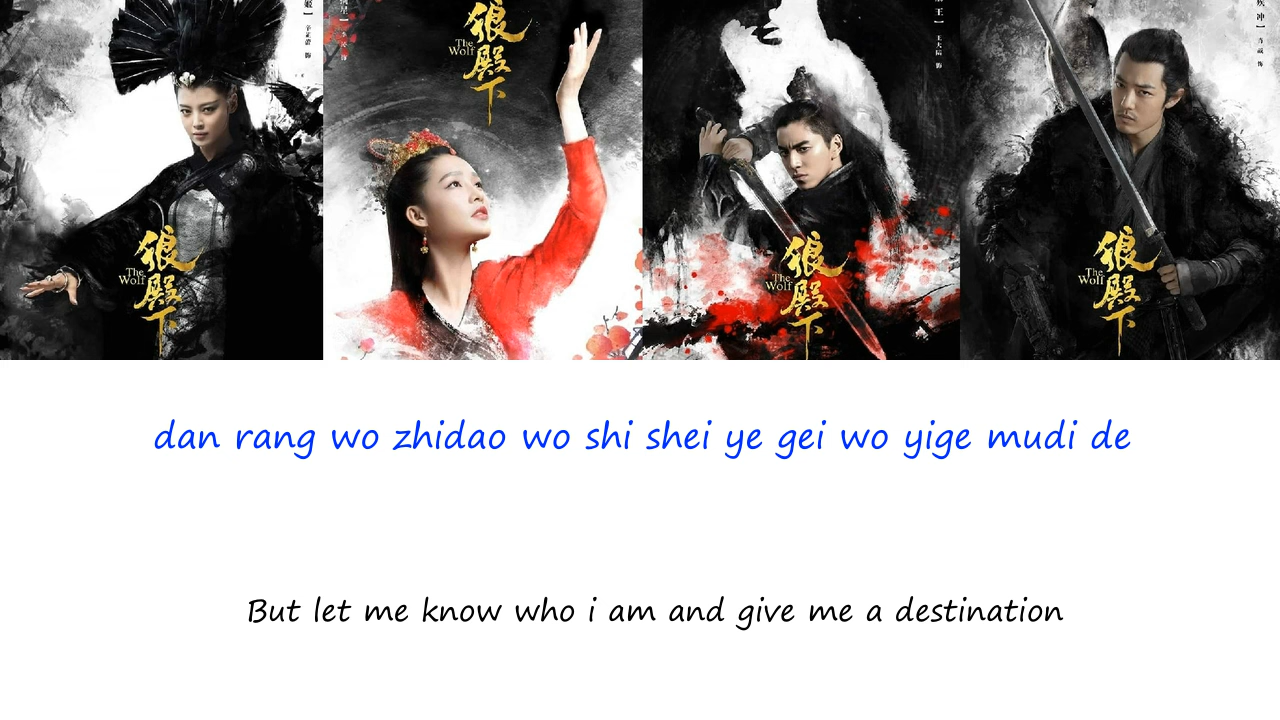 狼殿下
The Wolf
狼殿下
The Wolf
狼殿下
The Wolf
狼殿下
The Wolf
dan rang wo zhidao wo shi shei ye gei wo yige mudi de
But let me know who i am and give me a destination